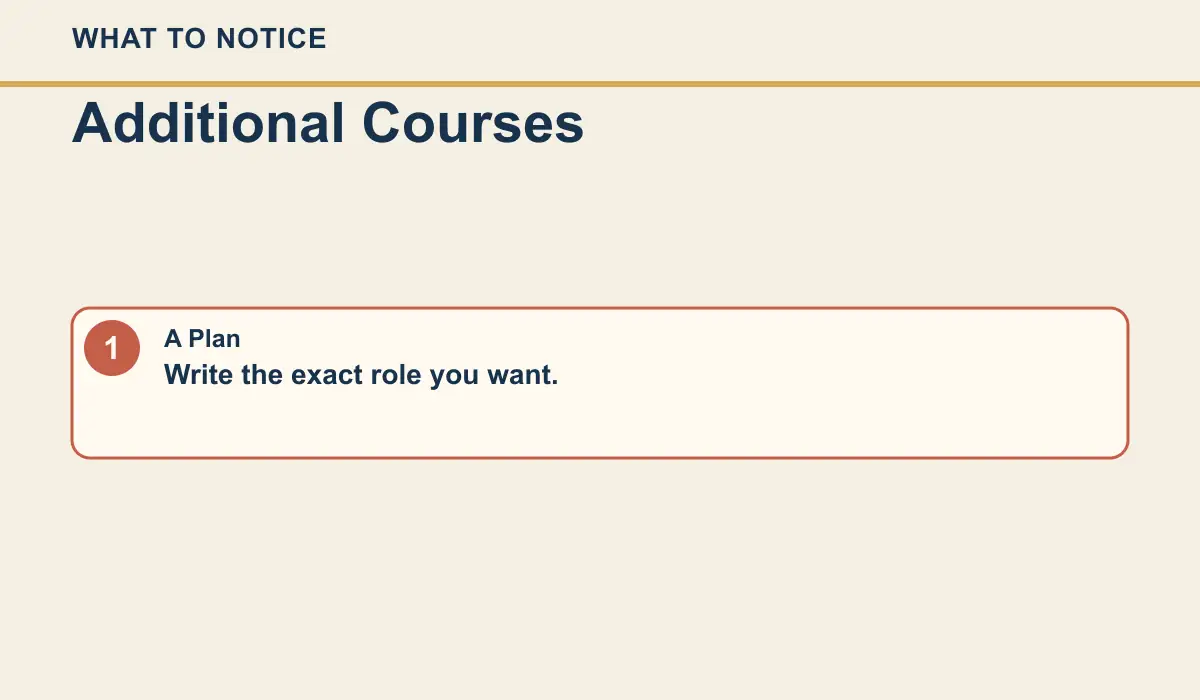 WHAT TO NOTICE
Additional Courses
1
A Plan
Write the exact role you want.